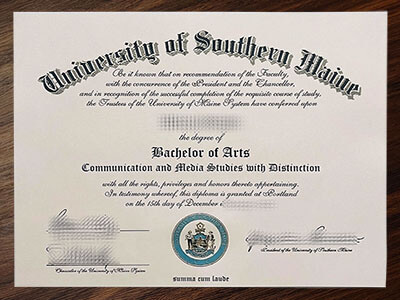 University of Southern Maine
Be it known that on recommendation of the Faculty,
with the concurrence of the President and the Chancellor,
and in recognition of the successful completion of the requisite course of study,
the Trustees of the University of Maine System have conferred upon
the degree of
Bachelor of Arts
Communication and Media Studies with Distinction
with all the rights, privileges and honors thereto appertaining.
In testimony whereof, this diploma is granted at Portland
on the 15th day of December
Chancellor of the University of Maine System
President of the University of Southern Maine
summa cum laude